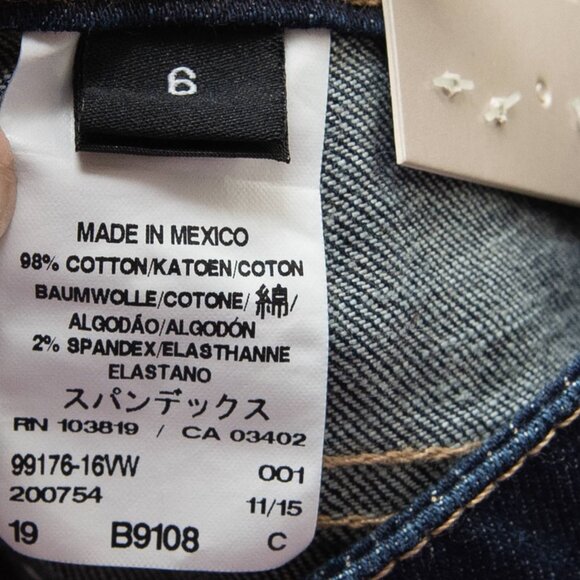 6
MADE IN MEXICO
98% COTTON/KATOEN/COTON
BAUMWOLLE/COTONE/綿/
ALGODÃO/ALGODÓN
2% SPANDEX/ELASTHANNE
ELASTANO
スパンデックス
RN 103819 / CA 03402
99176-16VW 001
200754 11/15
19 B9108 C